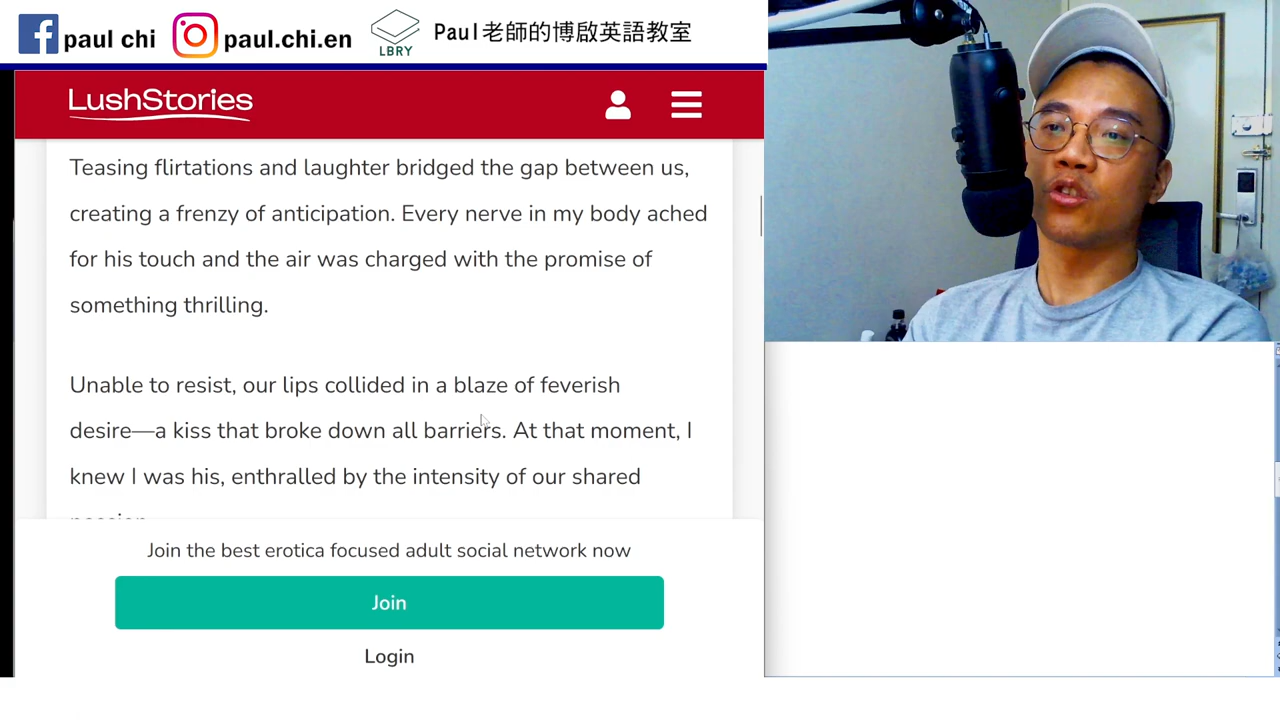 paul chi
paul.chi.en
LBRY
Paul老師的博啟英語教室
LushStories
Teasing flirtations and laughter bridged the gap between us,
creating a frenzy of anticipation. Every nerve in my body ached
for his touch and the air was charged with the promise of
something thrilling.
Unable to resist, our lips collided in a blaze of feverish
desire—a kiss that broke down all barriers. At that moment, I
knew I was his, enthralled by the intensity of our shared
Join the best erotica focused adult social network now
Join
Login